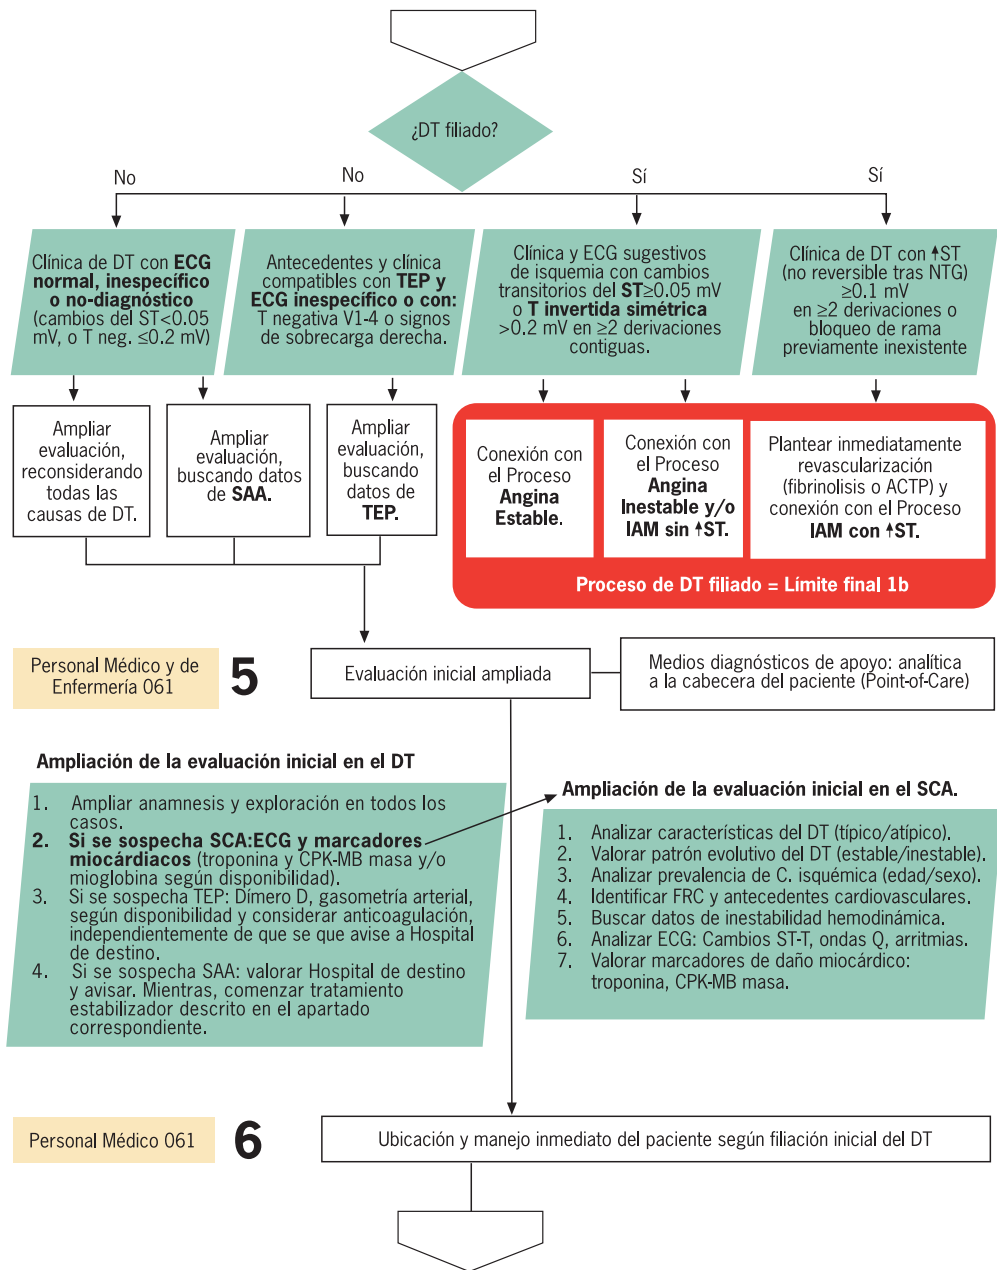 ¿DT filiado?
No
No
Sí
Sí
Clínica de DT con ECG
normal, inespecífico
o no-diagnóstico
(cambios del ST<0.05
mV, o T neg. ≤0.2 mV)
Antecedentes y clínica
compatibles con TEP y
ECG inespecífico o con:
T negativa V1-4 o signos
de sobrecarga derecha.
Clínica y ECG sugestivos
de isquemia con cambios
transitorios del ST≥0.05 mV
o T invertida simétrica
>0.2 mV en ≥2 derivaciones
contiguas.
Clínica de DT con ↑ST
(no reversible tras NTG)
≥0.1 mV
en ≥2 derivaciones o
bloqueo de rama
previamente inexistente
Ampliar
evaluación,
reconsiderando
todas las
causas de DT.
Ampliar
evaluación,
buscando datos
de SAA.
Ampliar
evaluación,
buscando
datos de
TEP.
Conexión con
el Proceso
Angina
Estable.
Conexión con
el Proceso
Angina
Inestable y/o
IAM sin ↑ST.
Plantear inmediatamente
revascularización
(fibrinolisis o ACTP) y
conexión con el Proceso
IAM con ↑ST.
Proceso de DT filiado = Límite final 1b
Personal Médico y de
Enfermería 061
5
Evaluación inicial ampliada
Medios diagnósticos de apoyo: analítica
a la cabecera del paciente (Point-of-Care)
Ampliación de la evaluación inicial en el DT
1. Ampliar anamnesis y exploración en todos los
casos.
2. Si se sospecha SCA:ECG y marcadores
miocárdiacos (troponina y CPK-MB masa y/o
mioglobina según disponibilidad).
3. Si se sospecha TEP: Dímero D, gasometría arterial,
según disponibilidad y considerar anticoagulación,
independientemente de que se que avise a Hospital
de destino.
4. Si se sospecha SAA: valorar Hospital de destino
y avisar. Mientras, comenzar tratamiento
estabilizador descrito en el apartado
correspondiente.
Ampliación de la evaluación inicial en el SCA.
1. Analizar características del DT (típico/atípico).
2. Valorar patrón evolutivo del DT (estable/inestable).
3. Analizar prevalencia de C. isquémica (edad/sexo).
4. Identificar FRC y antecedentes cardiovasculares.
5. Buscar datos de inestabilidad hemodinámica.
6. Analizar ECG: Cambios ST-T, ondas Q, arritmias.
7. Valorar marcadores de daño miocárdico:
troponina, CPK-MB masa.
Personal Médico 061
6
Ubicación y manejo inmediato del paciente según filiación inicial del DT